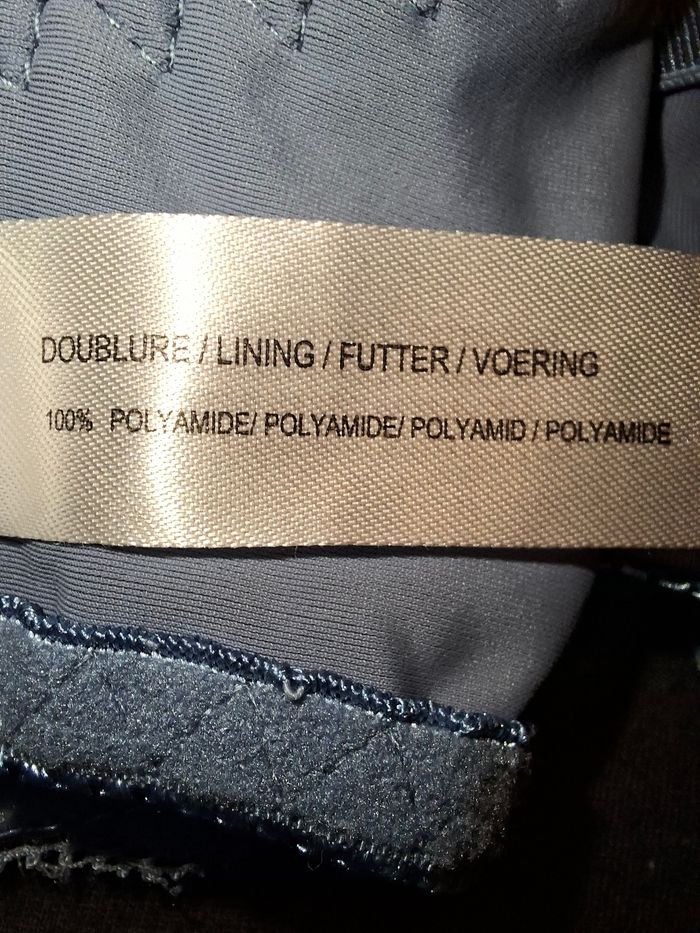 DOUBLURE / LINING / FUTTER / VOERING
100% POLYAMIDE/ POLYAMIDE/ POLYAMID / POLYAMIDE